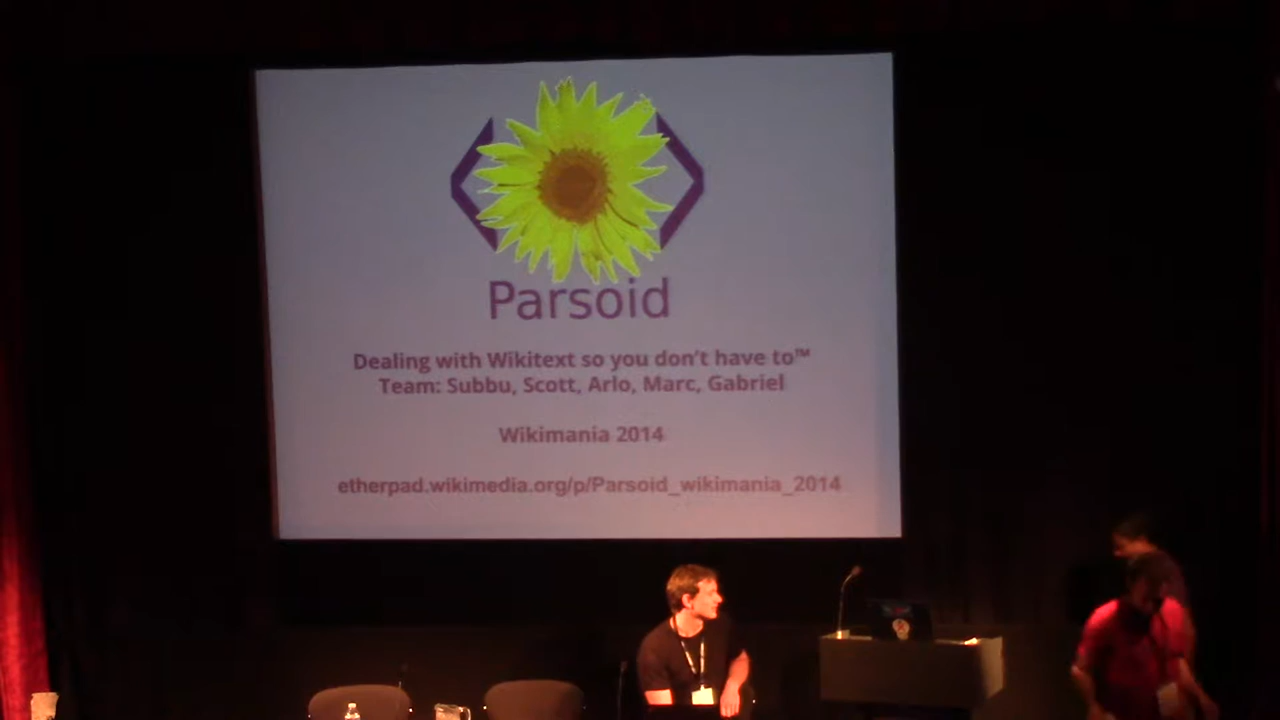 Parsoid
Dealing with Wikitext so you don't have to™
Team: Subbu, Scott, Arlo, Marc, Gabriel
Wikimania 2014
etherpad.wikimedia.org/p/Parsoid_wikimania_2014